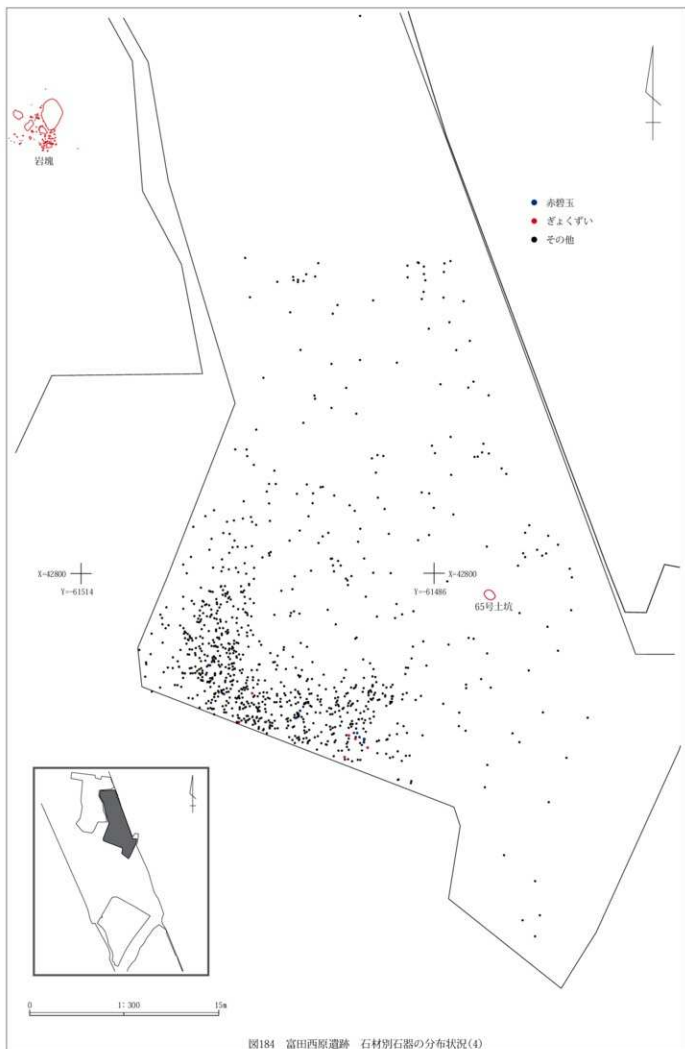 岩塊
赤碧玉
ぎょくずい
その他
X-42800
Y=-61514
X-42800
Y=-61486
65号土坑
0 1:300 15m
図184 富田西原遺跡 石材別石器の分布状況(4)